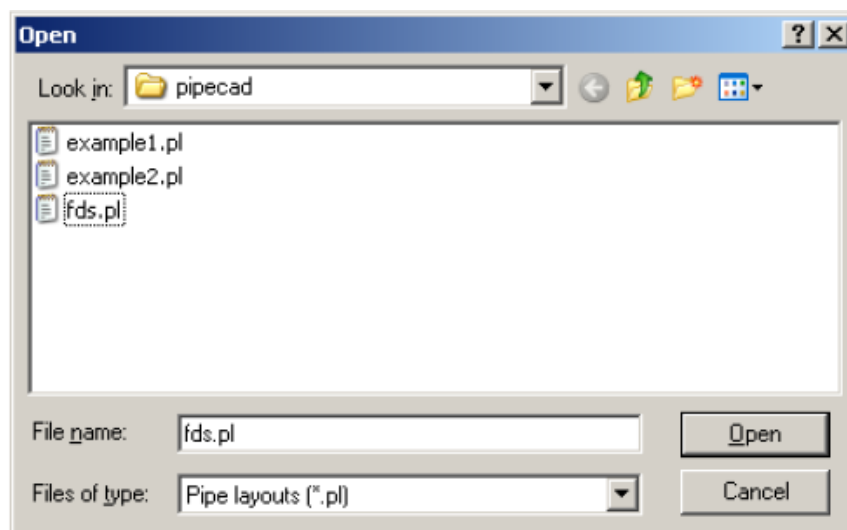 Open
Look in: pipecad
example1.pl
example2.pl
fds.pl
File name: fds.pl Open
Files of type: Pipe layouts (*.pl) Cancel